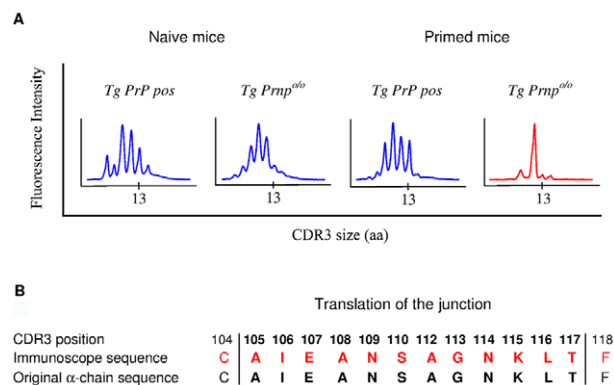 A
Naive mice Primed mice
Tg PrP pos Tg Prnp^o/o Tg PrP pos Tg Prnp^o/o
Fluorescence Intensity
13 13 13 13
CDR3 size (aa)
B
Translation of the junction
CDR3 position 104 105 106 107 108 109 110 112 113 114 115 116 117 118
Immunoscope sequence C A I E A N S A G N K L T F
Original α-chain sequence C A I E A N S A G N K L T F